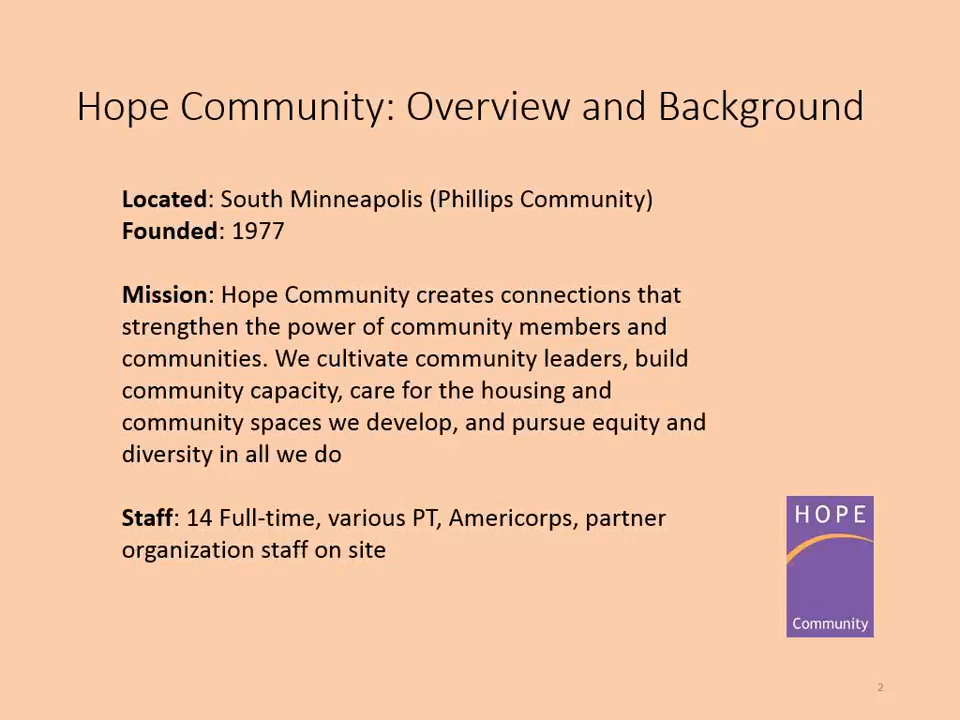 Hope Community: Overview and Background
Located: South Minneapolis (Phillips Community)
Founded: 1977
Mission: Hope Community creates connections that
strengthen the power of community members and
communities. We cultivate community leaders, build
community capacity, care for the housing and
community spaces we develop, and pursue equity and
diversity in all we do
Staff: 14 Full-time, various PT, Americorps, partner
organization staff on site
HOPE
Community
2